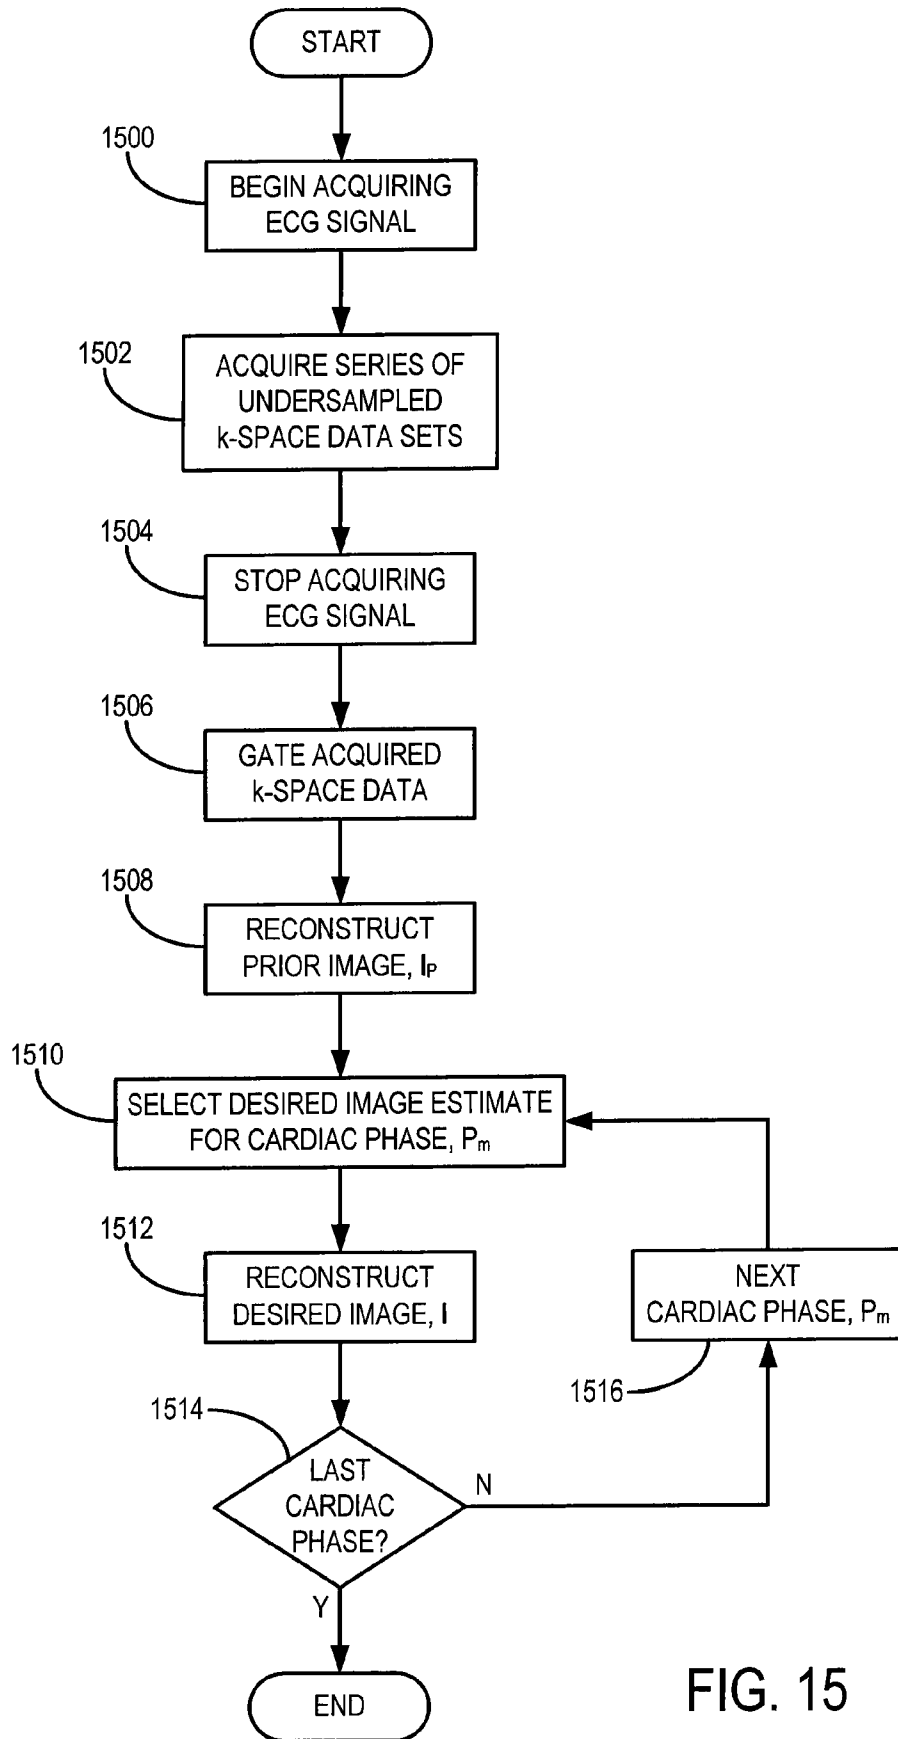 START
1500
BEGIN ACQUIRING
ECG SIGNAL
1502
ACQUIRE SERIES OF
UNDERSAMPLED
k-SPACE DATA SETS
1504
STOP ACQUIRING
ECG SIGNAL
1506
GATE ACQUIRED
k-SPACE DATA
1508
RECONSTRUCT
PRIOR IMAGE, IP
1510
SELECT DESIRED IMAGE ESTIMATE
FOR CARDIAC PHASE, Pm
1512
RECONSTRUCT
DESIRED IMAGE, I
NEXT
CARDIAC PHASE, Pm
1516
1514
LAST
CARDIAC
PHASE?
N
Y
END
FIG. 15